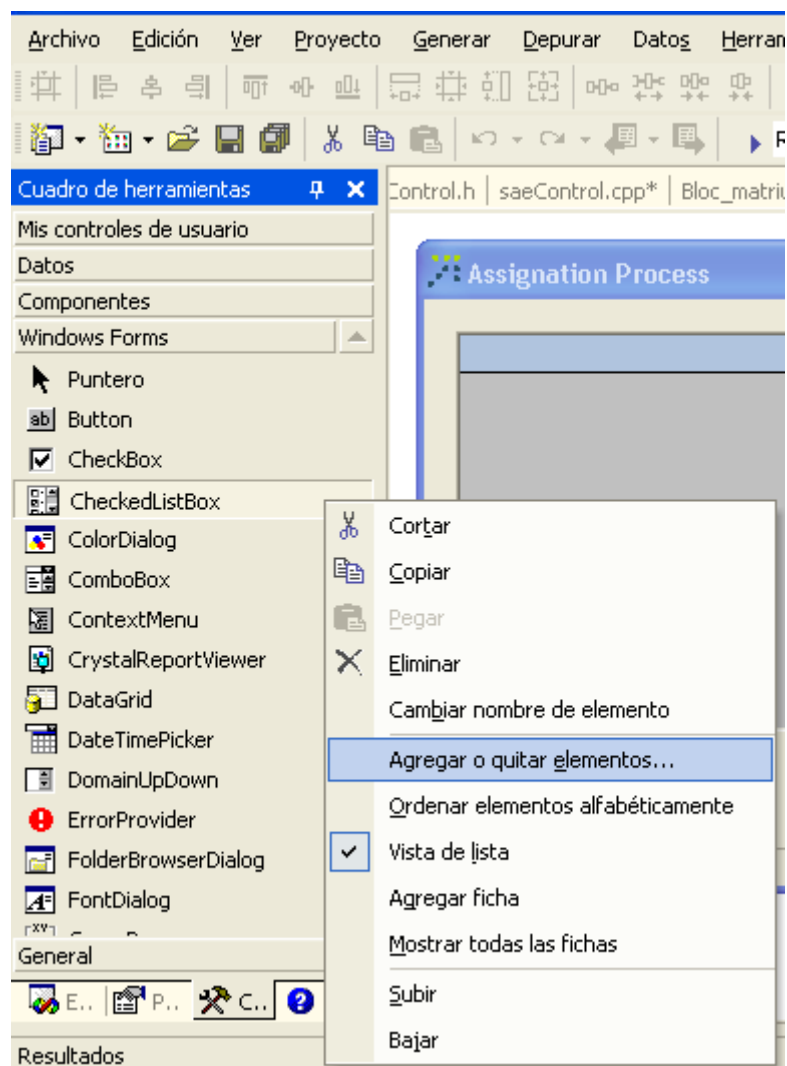 Archivo Edición Ver Proyecto Generar Depurar Datos
Cuadro de herramientas
saeControl.cpp*
Mis controles de usuario
Datos
Componentes
Windows Forms
Assignation Process
Puntero
ab Button
CheckBox
CheckedListBox
ColorDialog
ComboBox
ContextMenu
CrystalReportViewer
DataGrid
DateTimePicker
DomainUpDown
ErrorProvider
FolderBrowserDialog
FontDialog
General
E.. P.. C..
Resultados
Cortar
Copiar
Pegar
Eliminar
Cambiar nombre de elemento
Agregar o quitar elementos...
Ordenar elementos alfabéticamente
Vista de lista
Agregar ficha
Mostrar todas las fichas
Subir
Bajar